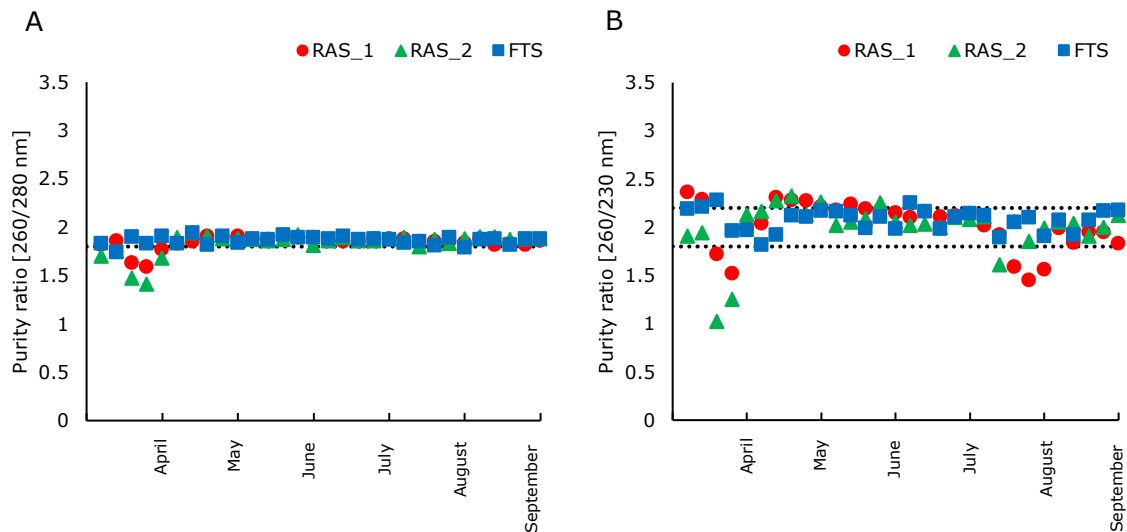 A
RAS_1 RAS_2 FTS
Purity ratio [260/280 nm]
3.5
3
2.5
2
1.5
1
0.5
0
April
May
June
July
August
September
B
RAS_1 RAS_2 FTS
Purity ratio [260/230 nm]
3.5
3
2.5
2
1.5
1
0.5
0
April
May
June
July
August
September